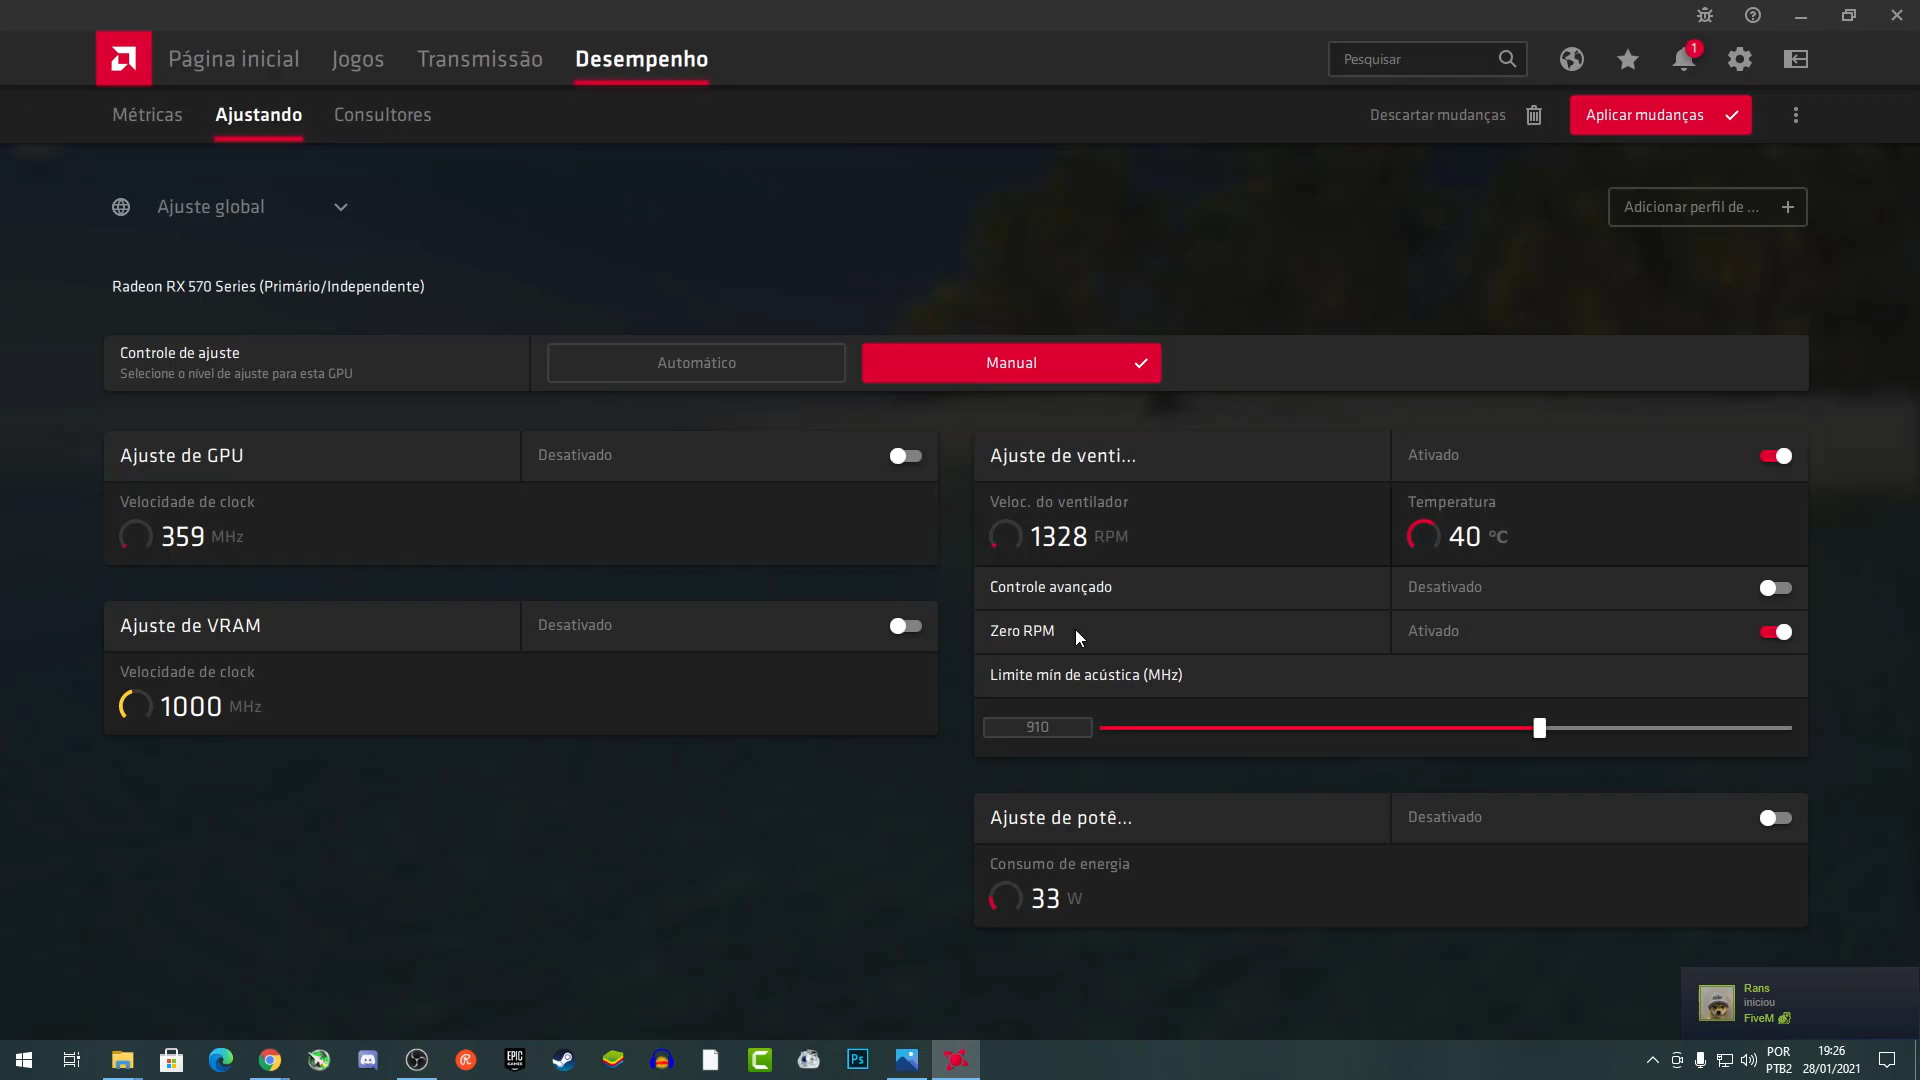 Página inicial
Jogos
Transmissão
Desempenho
Pesquisar
1
Métricas
Ajustando
Consultores
Descartar mudanças
Aplicar mudanças
Ajuste global
Adicionar perfil de ...
Radeon RX 570 Series (Primário/Independente)
Controle de ajuste
Selecione o nível de ajuste para esta GPU
Automático
Manual
Ajuste de GPU
Desativado
Velocidade de clock
359 MHz
Ajuste de VRAM
Desativado
Velocidade de clock
1000 MHz
Ajuste de venti...
Ativado
Veloc. do ventilador
1328 RPM
Temperatura
40 °C
Controle avançado
Desativado
Zero RPM
Ativado
Limite mín de acústica (MHz)
910
Ajuste de potê...
Desativado
Consumo de energia
33 W
Rans
iniciou
FiveM
EPIC
GAMES
Ps
POR
PTB2
19:26
28/01/2021